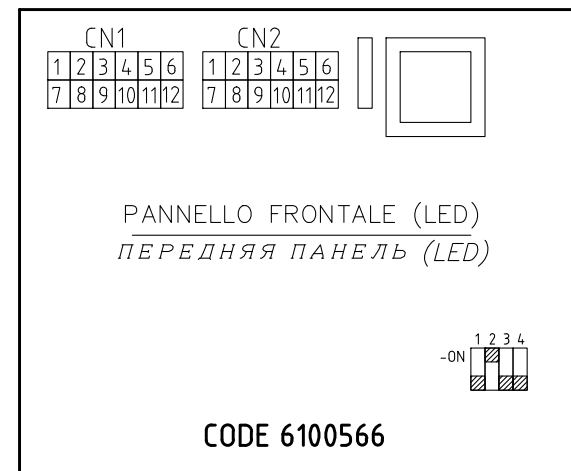 CN1 CN2
1 2 3 4 5 6 1 2 3 4 5 6
7 8 9 10 11 12 7 8 9 10 11 12
PANNELLO FRONTALE (LED)
ПЕРЕДНЯЯ ПАНЕЛЬ (LED)
1 2 3 4
-ON
CODE 6100566